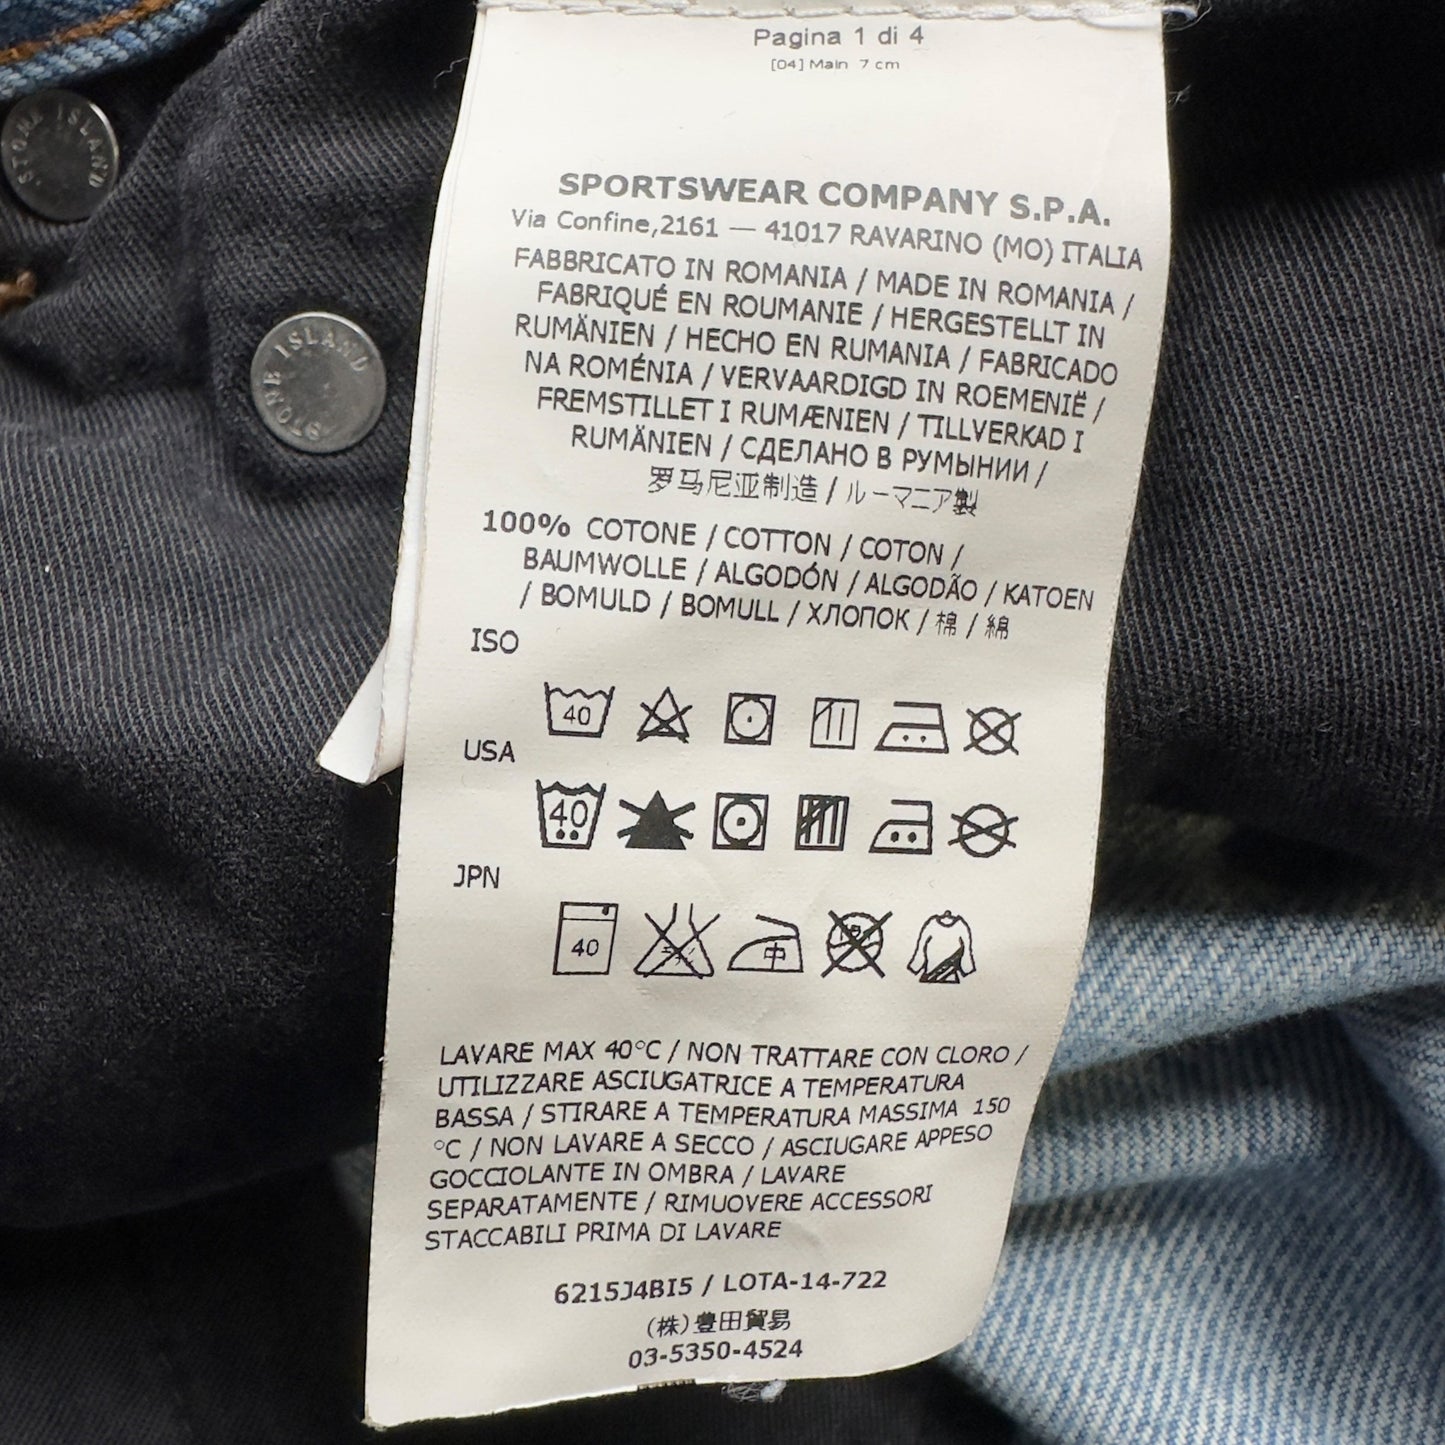 Pagina 1 di 4
[04] Main 7 cm
SPORTSWEAR COMPANY S.P.A.
Via Confine,2161 — 41017 RAVARINO (MO) ITALIA
FABBRICATO IN ROMANIA / MADE IN ROMANIA /
FABRIQUÉ EN ROUMANIE / HERGESTELLT IN
RUMÄNIEN / HECHO EN RUMANIA / FABRICADO
NA ROMÉNIA / VERVAARDIGD IN ROEMENIË /
FREMSTILLET I RUMÆNIEN / TILLVERKAD I
RUMÄNIEN / СДЕЛАНО В РУМЫНИИ /
罗马尼亚制造 / ルーマニア製
100% COTONE / COTTON / COTON /
BAUMWOLLE / ALGODÓN / ALGODÃO / KATOEN
/ BOMULD / BOMULL / ХЛОПОК / 棉 / 綿
ISO
40
USA
40
JPN
40
中
LAVARE MAX 40°C / NON TRATTARE CON CLORO /
UTILIZZARE ASCIUGATRICE A TEMPERATURA
BASSA / STIRARE A TEMPERATURA MASSIMA 150
°C / NON LAVARE A SECCO / ASCIUGARE APPESO
GOCCIOLANTE IN OMBRA / LAVARE
SEPARATAMENTE / RIMUOVERE ACCESSORI
STACCABILI PRIMA DI LAVARE
6215J4BI5 / LOTA-14-722
(株)豊田貿易
03-5350-4524
STONE ISLAND
STONE ISLAND